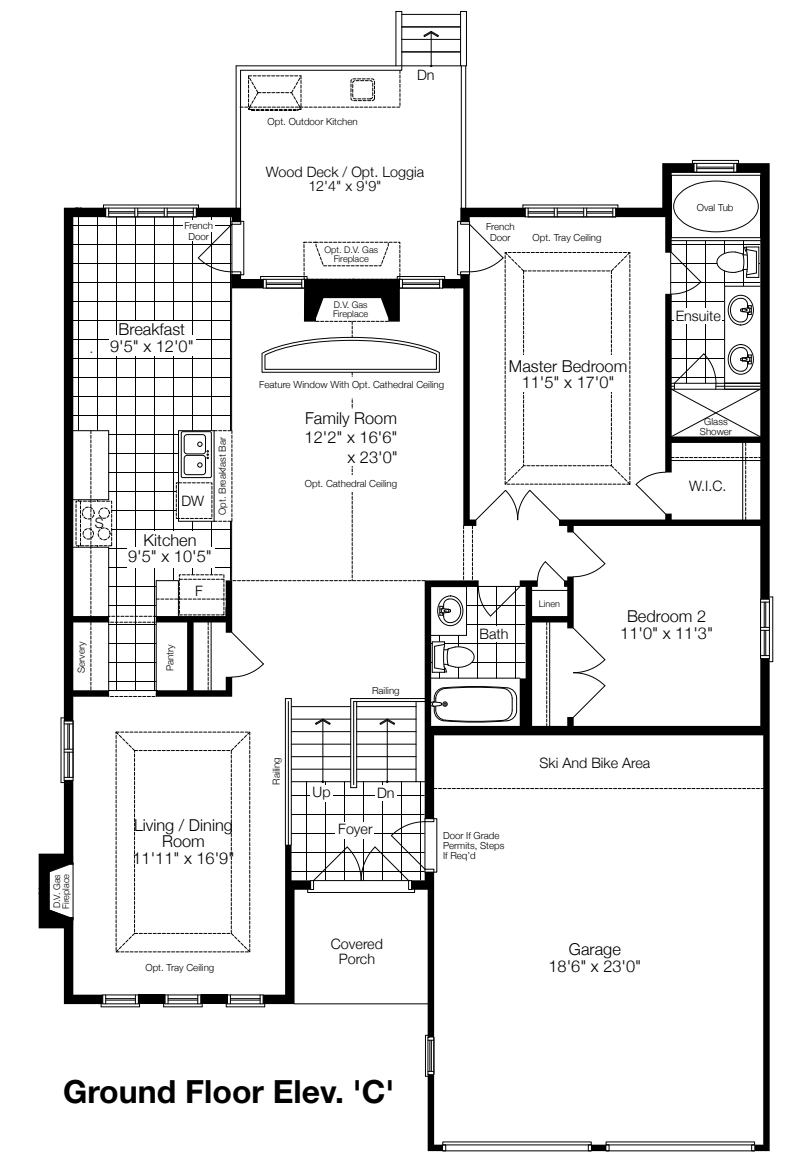 Dn
Opt. Outdoor Kitchen
Wood Deck / Opt. Loggia
12'4" x 9'9"
Oval Tub
French
Door
Opt. D.V. Gas
Fireplace
French
Door
Opt. Tray Ceiling
D.V. Gas
Fireplace
Ensuite
Breakfast
9'5" x 12'0"
Feature Window With Opt. Cathedral Ceiling
Master Bedroom
11'5" x 17'0"
Family Room
12'2" x 16'6"
x 23'0"
Glass
Shower
Opt. Breakfast Bar
Opt. Cathedral Ceiling
W.I.C.
DW
S
Kitchen
9'5" x 10'5"
F
Linen
Bedroom 2
11'0" x 11'3"
Bath
Servery
Pantry
Railing
Railing
Up
Dn
Ski And Bike Area
Living / Dining
Room
11'11" x 16'9"
Foyer
Door If Grade
Permits, Steps
If Req'd
D.V. Gas
Fireplace
Covered
Porch
Garage
18'6" x 23'0"
Opt. Tray Ceiling
Ground Floor Elev. 'C'